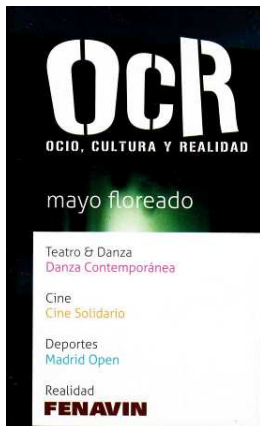 OcR
OCIO, CULTURA Y REALIDAD
mayo floreado
Teatro & Danza
Danza Contemporánea
Cine
Cine Solidario
Deportes
Madrid Open
Realidad
FENAVIN